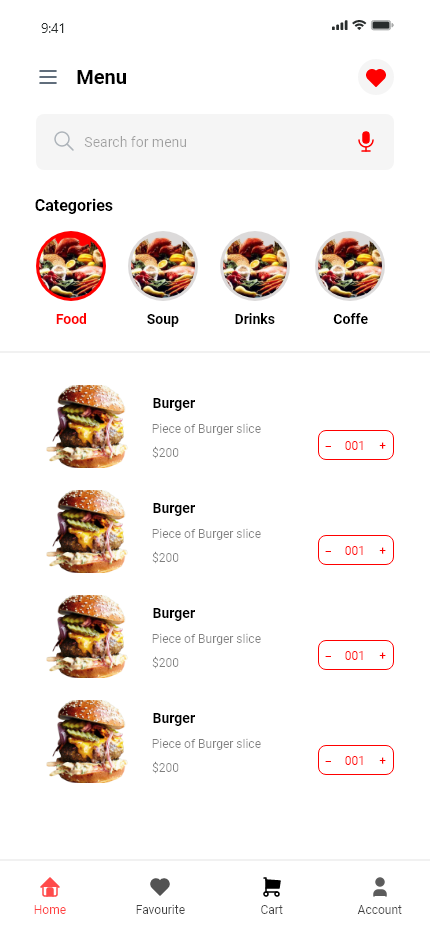 9:41
Menu
Search for menu
Categories
Food Soup Drinks Coffe
Burger
Piece of Burger slice
$200
– 001 +
Burger
Piece of Burger slice
$200
– 001 +
Burger
Piece of Burger slice
$200
– 001 +
Burger
Piece of Burger slice
$200
– 001 +
Home Favourite Cart Account